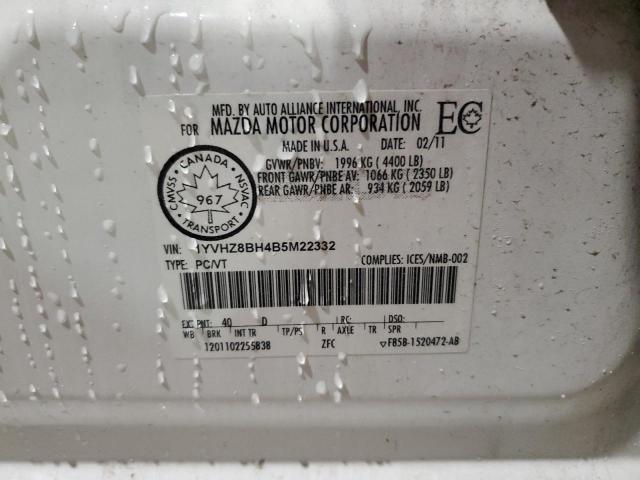 MFD. BY AUTO ALLIANCE INTERNATIONAL, INC.
FOR MAZDA MOTOR CORPORATION EC
MADE IN U.S.A. DATE: 02/11
GVWR/PNBV: 1996 KG ( 4400 LB)
FRONT GAWR/PNBE AV: 1066 KG ( 2350 LB)
REAR GAWR/PNBE AR: 934 KG ( 2059 LB)
CANADA
CMVSS NSVAC
967
TRANSPORT
VIN: 1YVHZ8BH4B5M22332
TYPE: PC/VT COMPLIES: ICES/NMB-002
EXT PNT: 40 D RC: DSO:
WB BRK INT TR TP/PS R AXLE TR SPR
1201102255838 ZFC F85B-1520472-AB